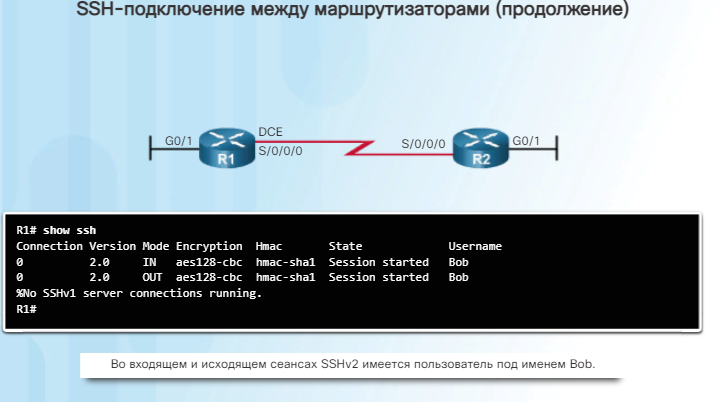 SSH-подключение между маршрутизаторами (продолжение)
DCE
G0/1 S/0/0/0 S/0/0/0 G0/1
R1 R2
R1# show ssh
Connection Version Mode Encryption Hmac State Username
0 2.0 IN aes128-cbc hmac-sha1 Session started Bob
0 2.0 OUT aes128-cbc hmac-sha1 Session started Bob
%No SSHv1 server connections running.
R1#
Во входящем и исходящем сеансах SSHv2 имеется пользователь под именем Bob.